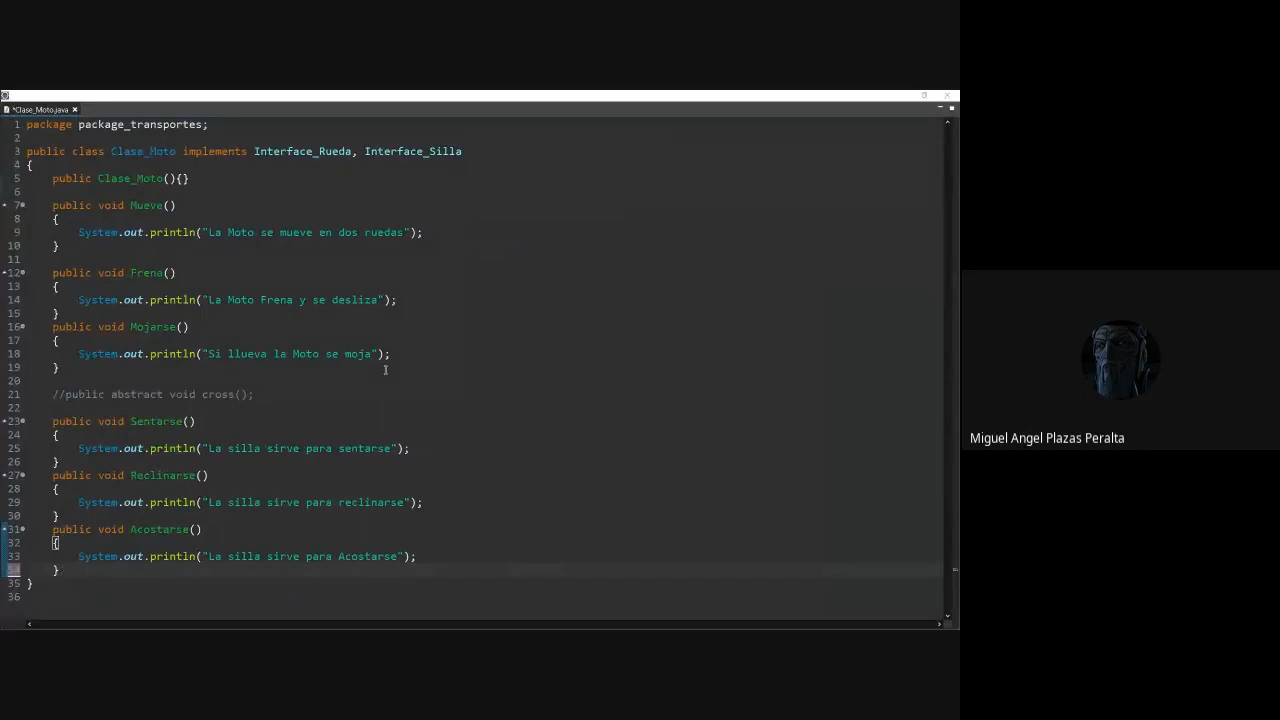 *Clase_Moto.java
1 package package_transportes;
2
3 public class Clase_Moto implements Interface_Rueda, Interface_Silla
4 {
5 public Clase_Moto(){}
6
7 public void Mueve()
8 {
9 System.out.println("La Moto se mueve en dos ruedas");
10 }
11
12 public void Frena()
13 {
14 System.out.println("La Moto Frena y se desliza");
15 }
16 public void Mojarse()
17 {
18 System.out.println("Si llueva la Moto se moja");
19 }
20
21 //public abstract void cross();
22
23 public void Sentarse()
24 {
25 System.out.println("La silla sirve para sentarse");
26 }
27 public void Reclinarse()
28 {
29 System.out.println("La silla sirve para reclinarse");
30 }
31 public void Acostarse()
32 {
33 System.out.println("La silla sirve para Acostarse");
34 }
35 }
36
Miguel Angel Plazas Peralta